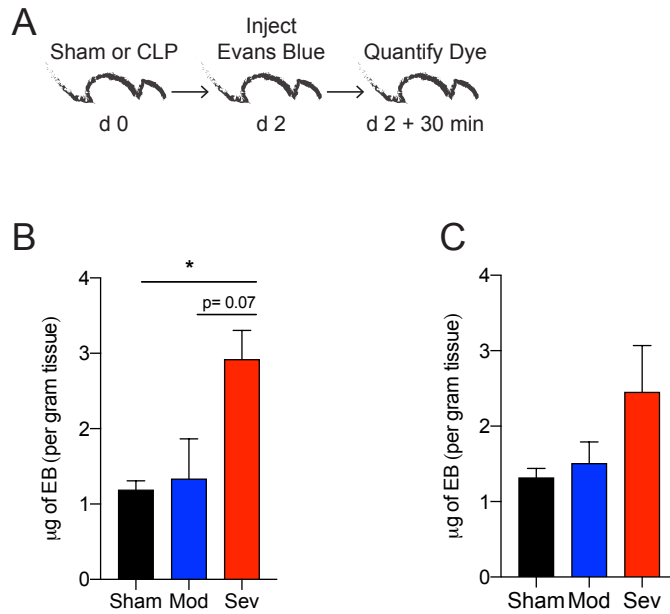 A
Sham or CLP
Inject
Evans Blue
Quantify Dye
d 0
d 2
d 2 + 30 min
B
*
p= 0.07
4
3
2
1
0
μg of EB (per gram tissue)
Sham Mod Sev
C
4
3
2
1
0
μg of EB (per gram tissue)
Sham Mod Sev